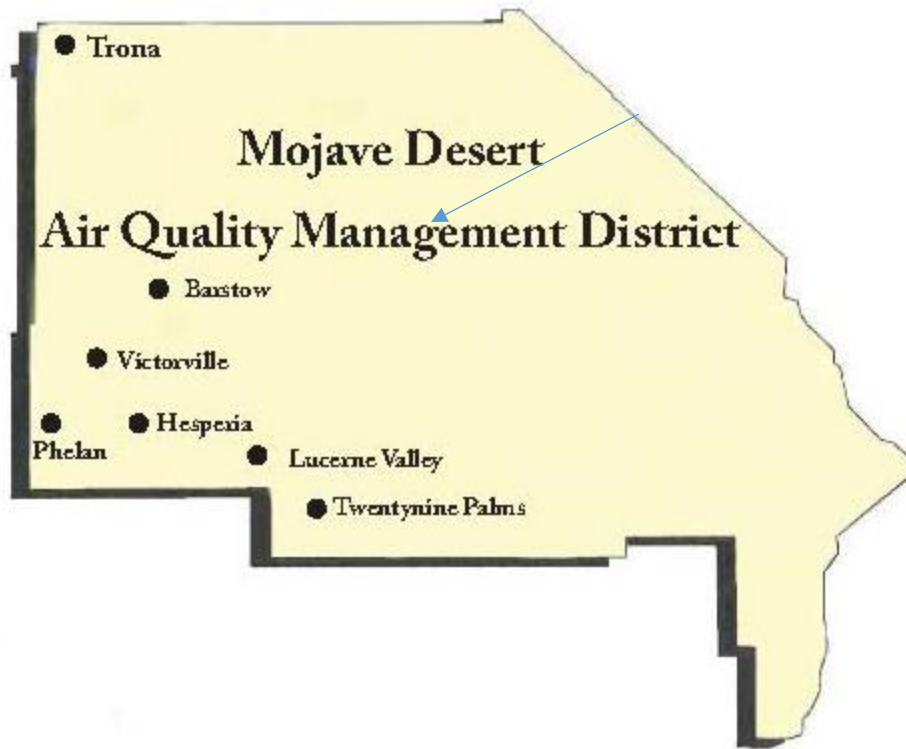 Trona
Mojave Desert
Air Quality Management District
Barstow
Victorville
Phelan
Hesperia
Lucerne Valley
Twentynine Palms